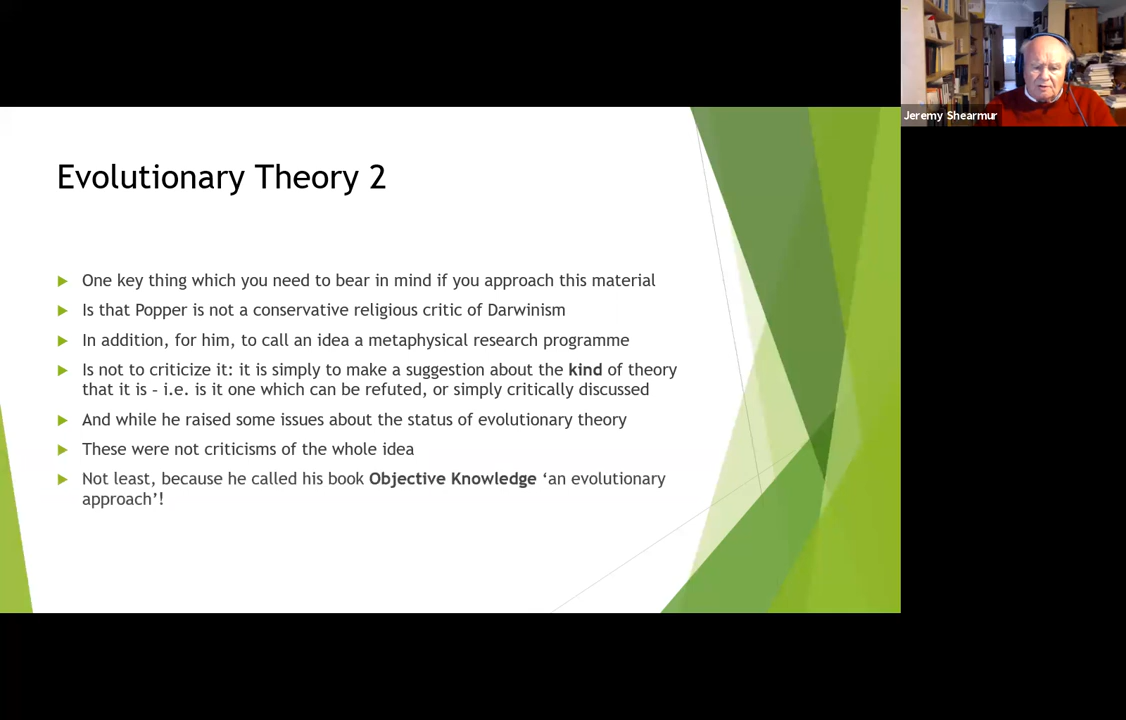 Jeremy Shearmur
Evolutionary Theory 2
One key thing which you need to bear in mind if you approach this material
Is that Popper is not a conservative religious critic of Darwinism
In addition, for him, to call an idea a metaphysical research programme
Is not to criticize it: it is simply to make a suggestion about the kind of theory
that it is - i.e. is it one which can be refuted, or simply critically discussed
And while he raised some issues about the status of evolutionary theory
These were not criticisms of the whole idea
Not least, because he called his book Objective Knowledge ‘an evolutionary
approach’!